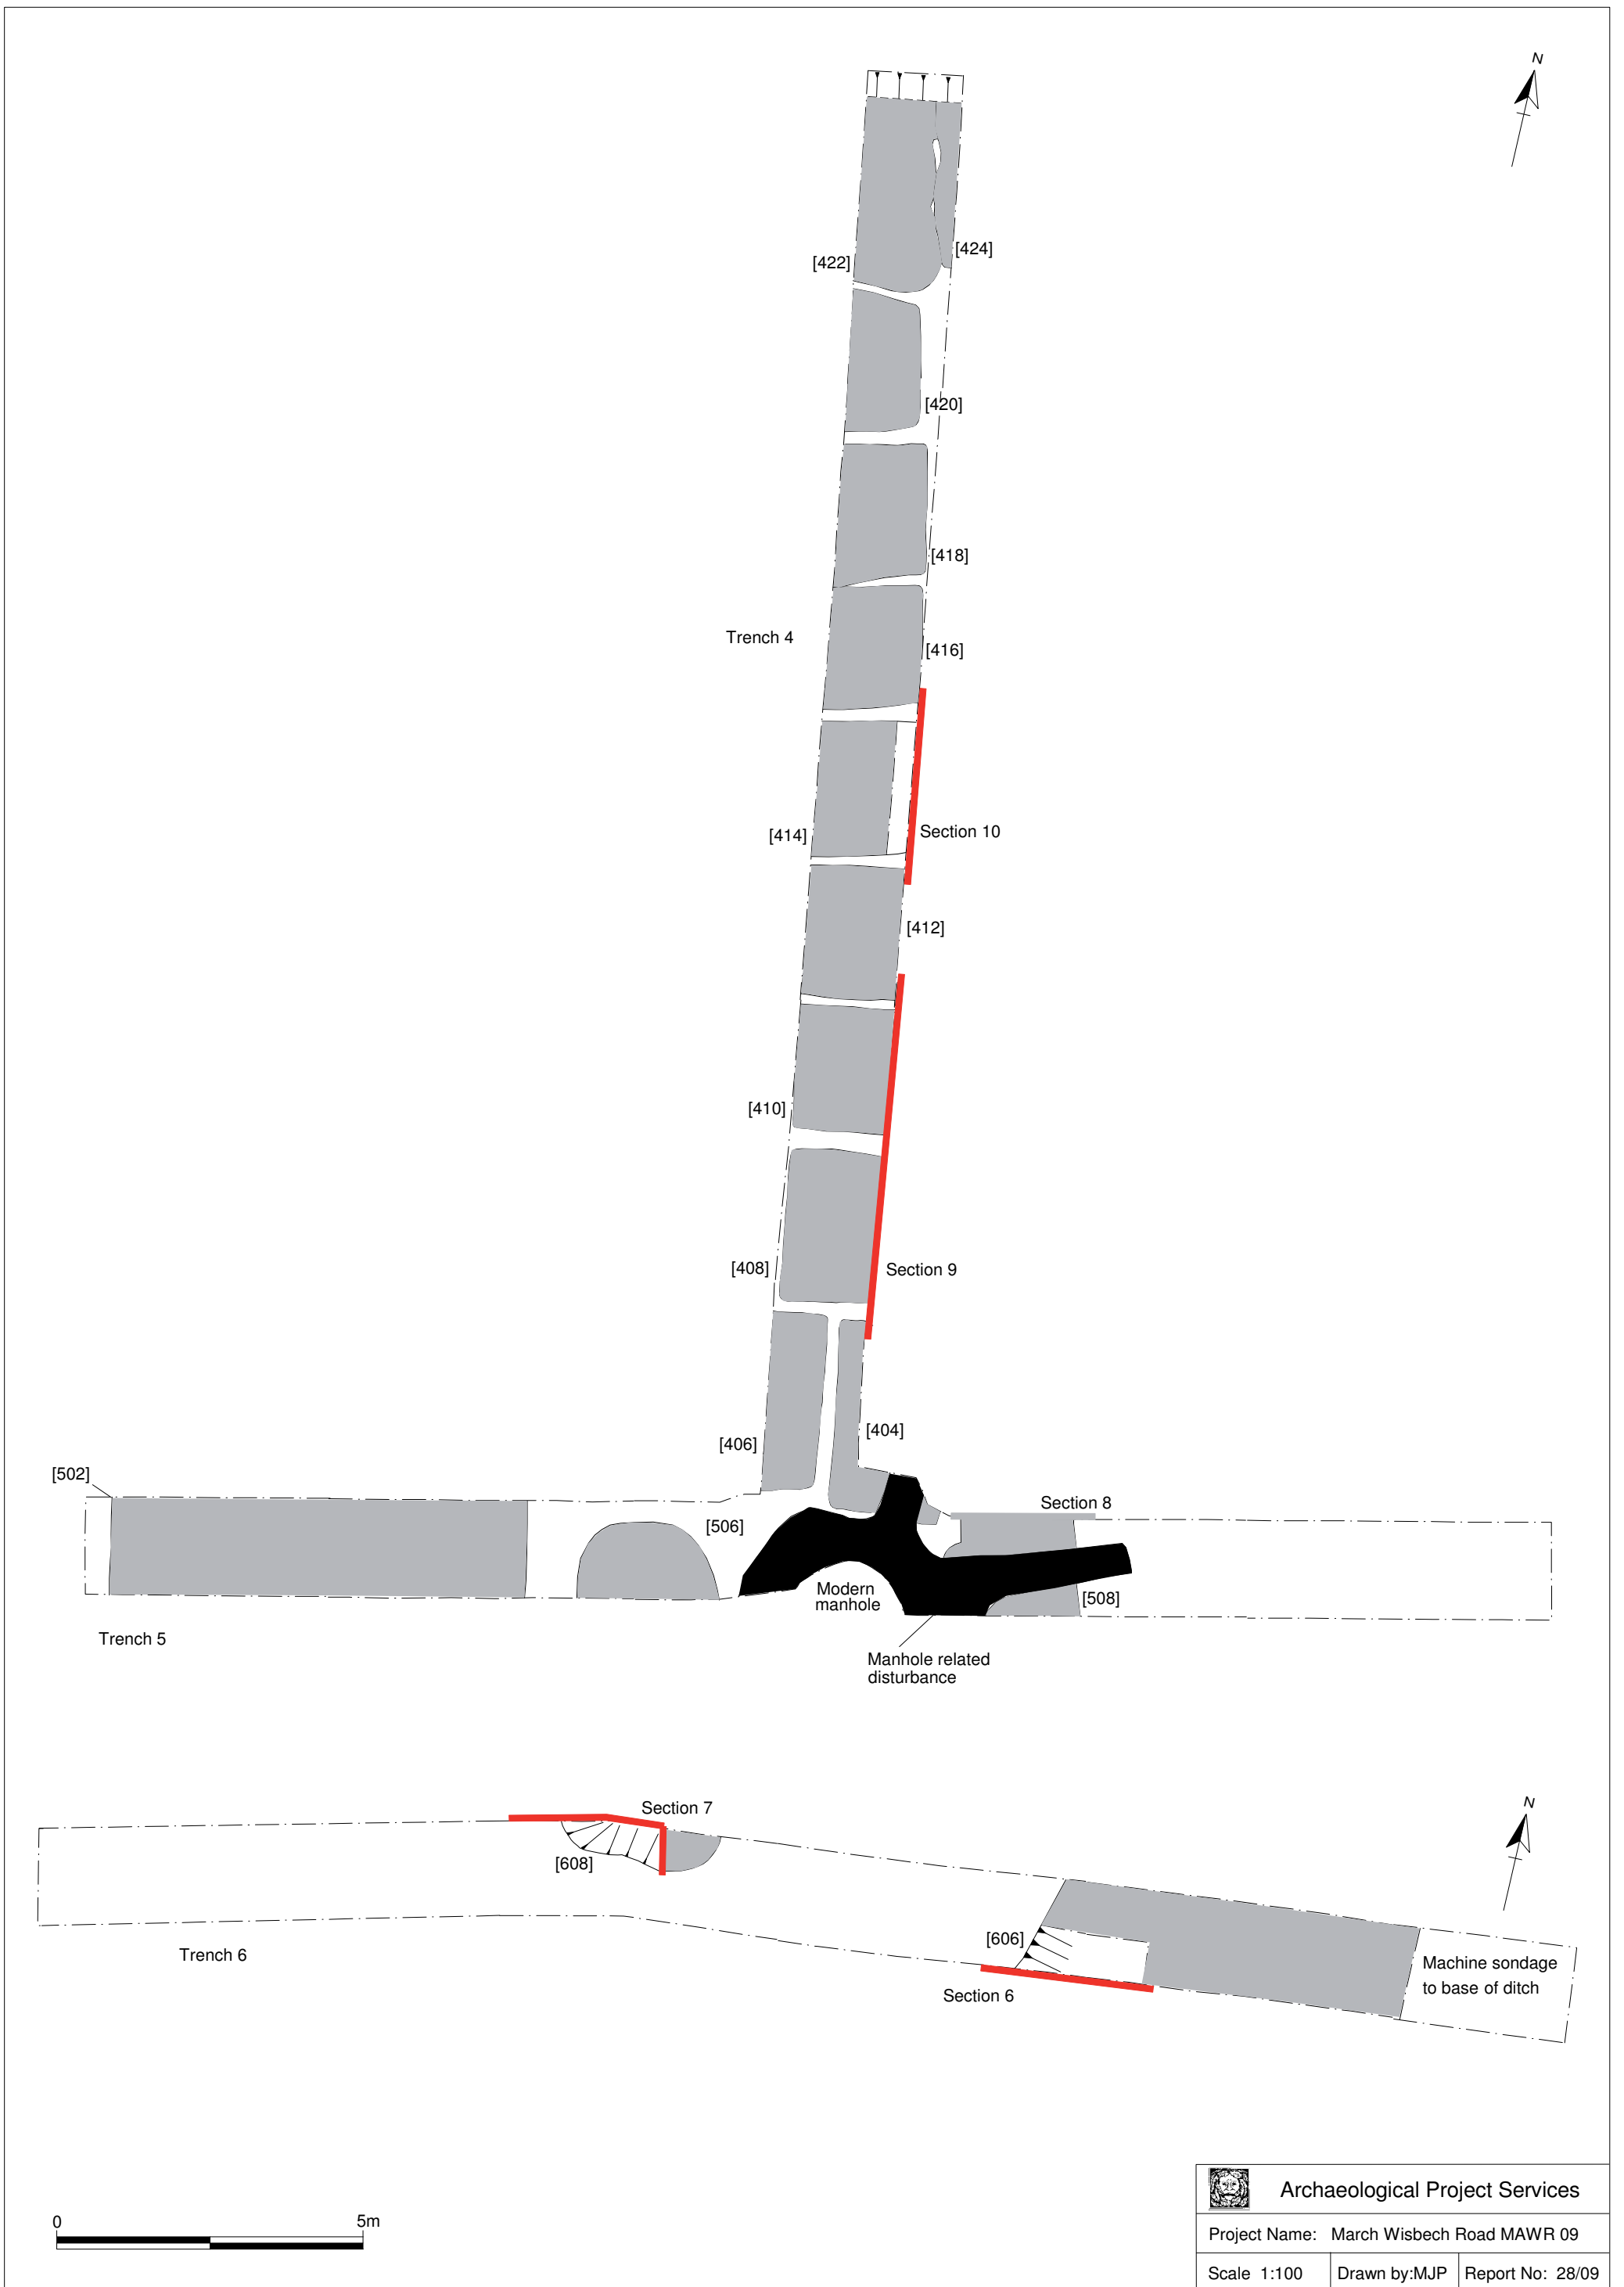 N
[424]
[422]
[420]
[418]
Trench 4
[416]
Section 10
[414]
[412]
[410]
[408]
Section 9
[404]
[406]
[502]
Section 8
[506]
Modern
manhole
[508]
Trench 5
Manhole related
disturbance
N
Section 7
[608]
[606]
Trench 6
Machine sondage
to base of ditch
Section 6
0 5m
Archaeological Project Services
Project Name: March Wisbech Road MAWR 09
Scale 1:100 Drawn by:MJP Report No: 28/09